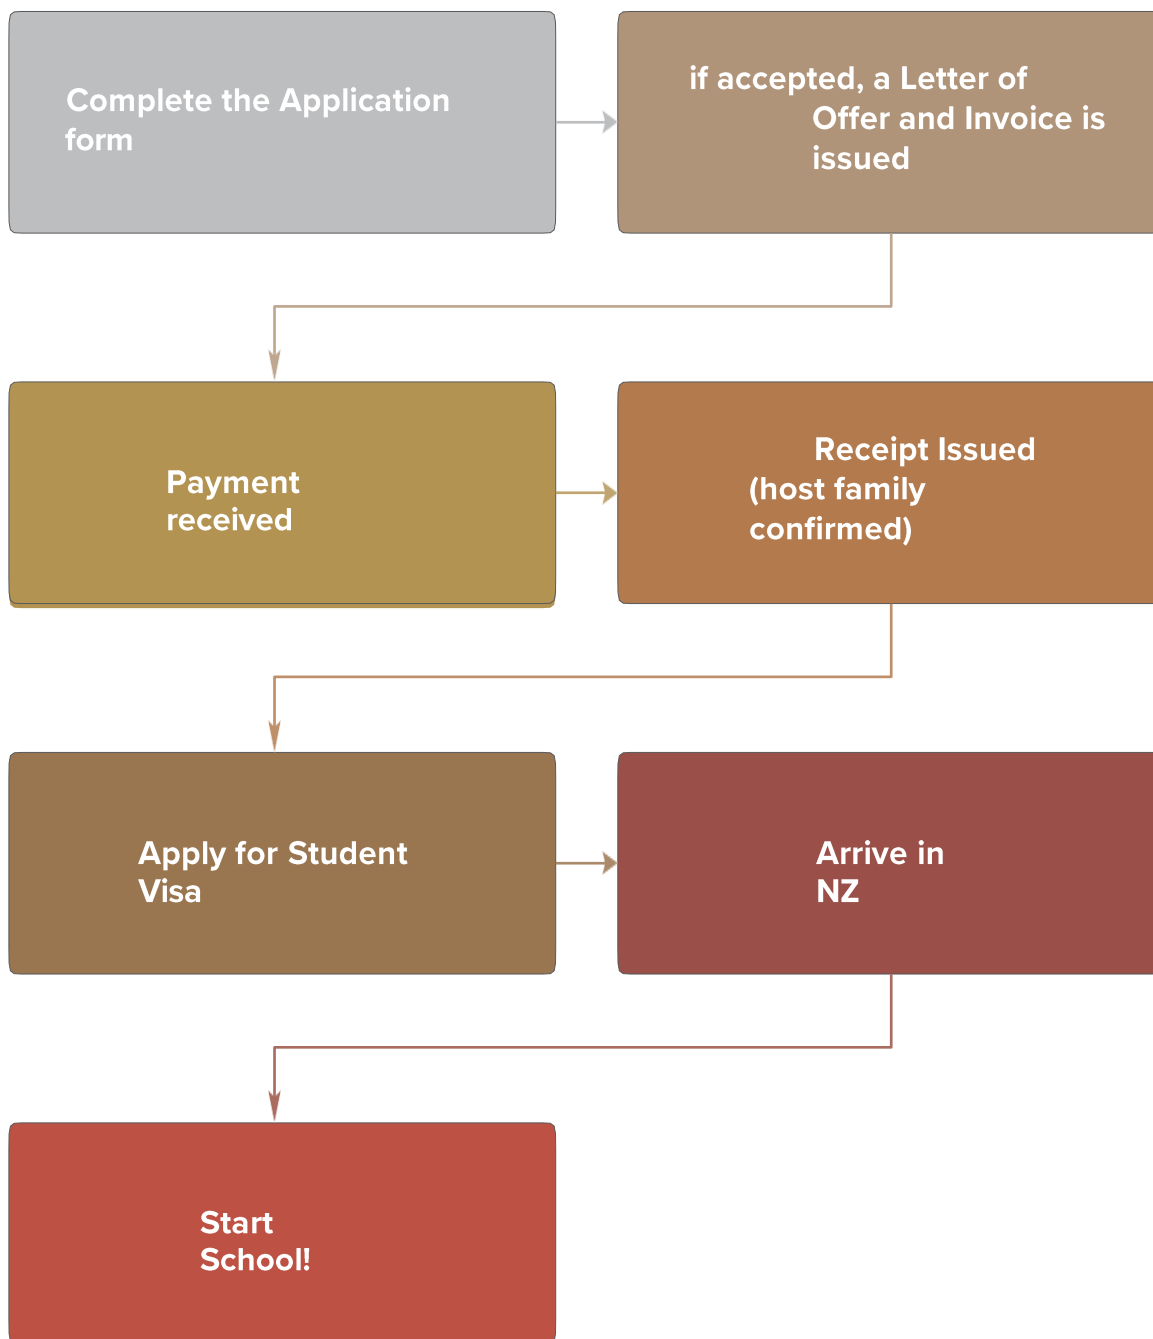 Complete the Application
form
if accepted, a Letter of
Offer and Invoice is
issued
Payment
received
Receipt Issued
(host family
confirmed)
Apply for Student
Visa
Arrive in
NZ
Start
School!